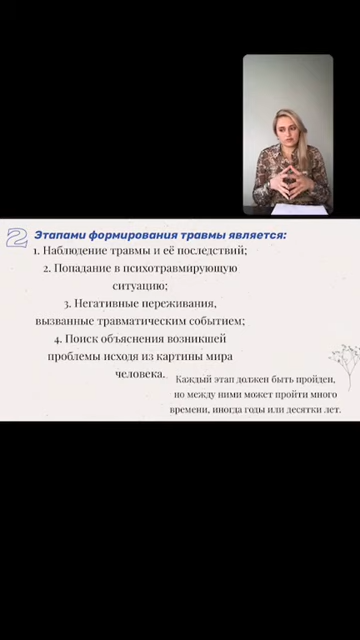 2 Этапами формирования травмы является:
1. Наблюдение травмы и её последствий;
2. Попадание в психотравмирующую
ситуацию;
3. Негативные переживания,
вызванные травматическим событием;
4. Поиск объяснения возникшей
проблемы исходя из картины мира
человека.
Каждый этап должен быть пройден,
но между ними может пройти много
времени, иногда годы или десятки лет.